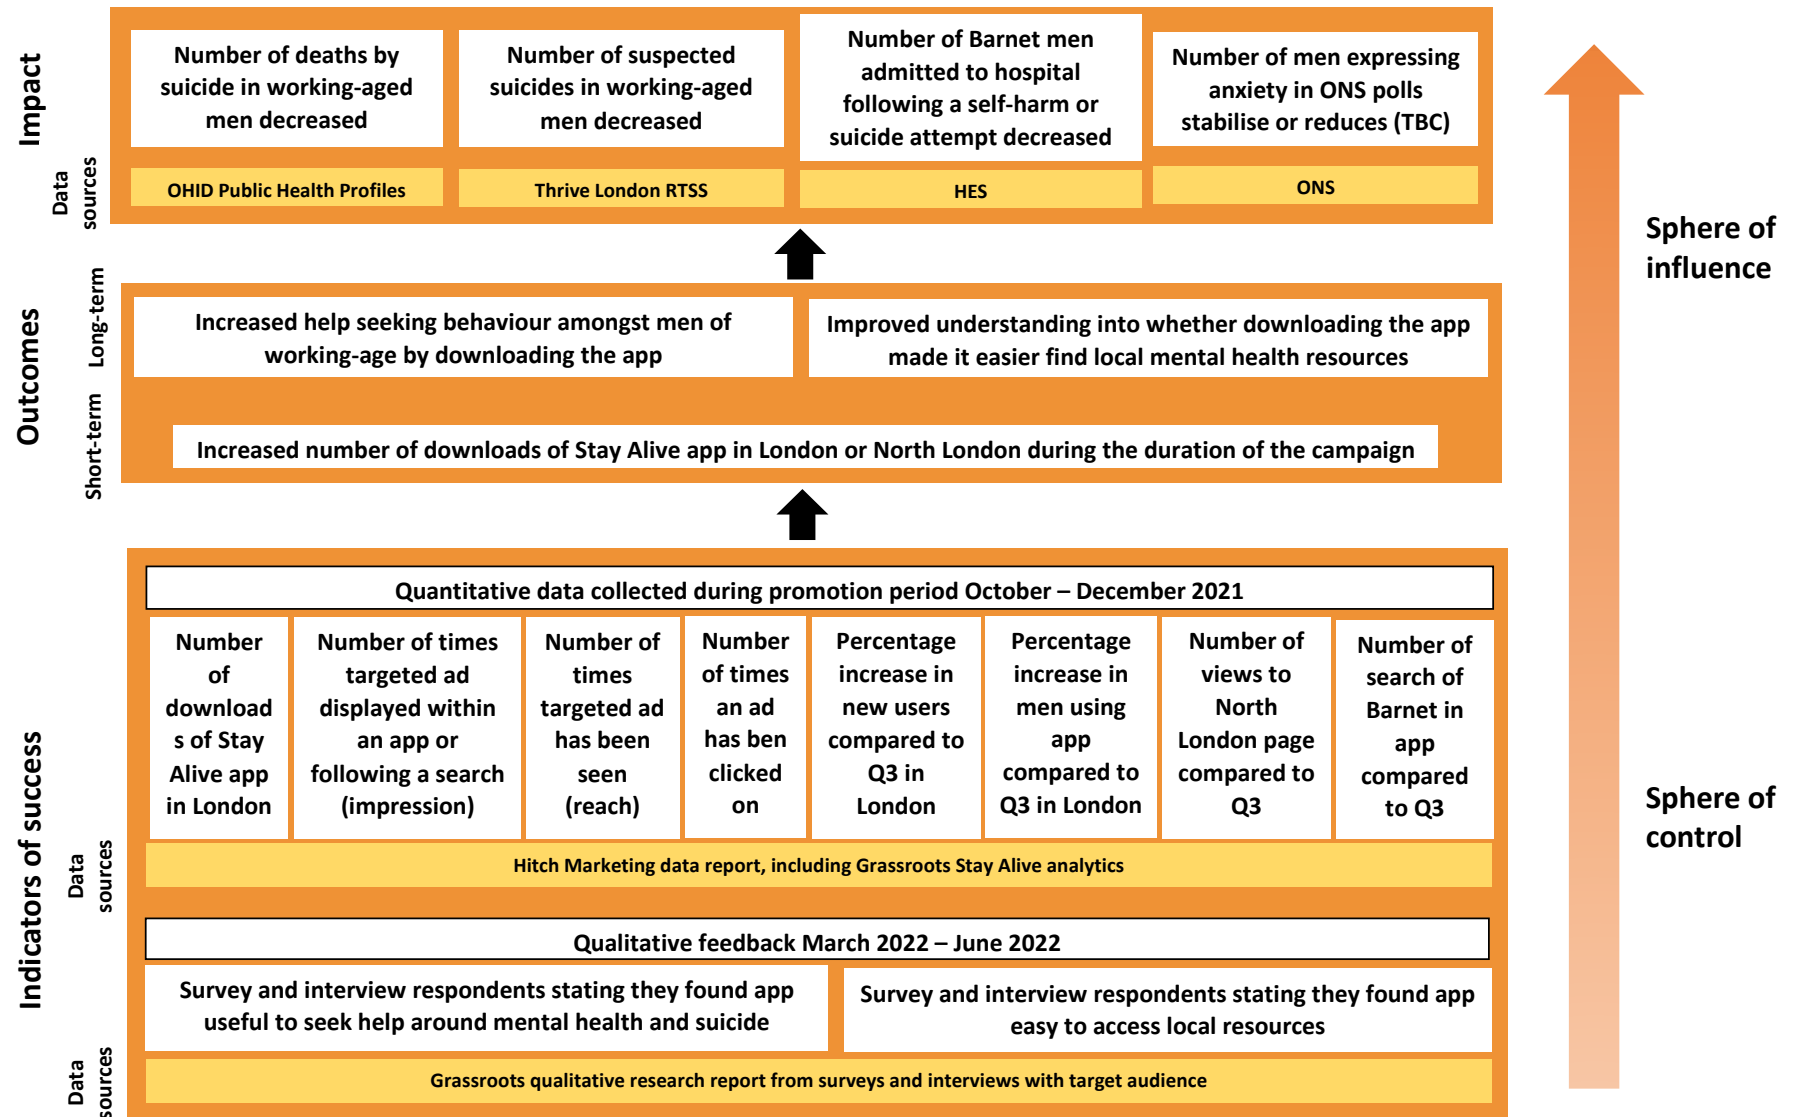 Impact
Number of deaths by
suicide in working-aged
men decreased
Number of suspected
suicides in working-aged
men decreased
Number of Barnet men
admitted to hospital
following a self-harm or
suicide attempt decreased
Number of men expressing
anxiety in ONS polls
stabilise or reduces (TBC)
Data
sources
OHID Public Health Profiles
Thrive London RTSS
HES
ONS
Sphere of
influence
Outcomes
Long-term
Increased help seeking behaviour amongst men of
working-age by downloading the app
Improved understanding into whether downloading the app
made it easier find local mental health resources
Short-term
Increased number of downloads of Stay Alive app in London or North London during the duration of the campaign
Indicators of success
Quantitative data collected during promotion period October – December 2021
Number
of
download
s of Stay
Alive app
in London
Number of times
targeted ad
displayed within
an app or
following a search
(impression)
Number of
times
targeted ad
has been
seen
(reach)
Number
of times
an ad
has ben
clicked
on
Percentage
increase in
new users
compared to
Q3 in
London
Percentage
increase in
men using
app
compared to
Q3 in London
Number of
views to
North
London page
compared to
Q3
Number of
search of
Barnet in
app
compared
to Q3
Sphere of
control
Data
sources
Hitch Marketing data report, including Grassroots Stay Alive analytics
Qualitative feedback March 2022 – June 2022
Survey and interview respondents stating they found app
useful to seek help around mental health and suicide
Survey and interview respondents stating they found app
easy to access local resources
Data
sources
Grassroots qualitative research report from surveys and interviews with target audience